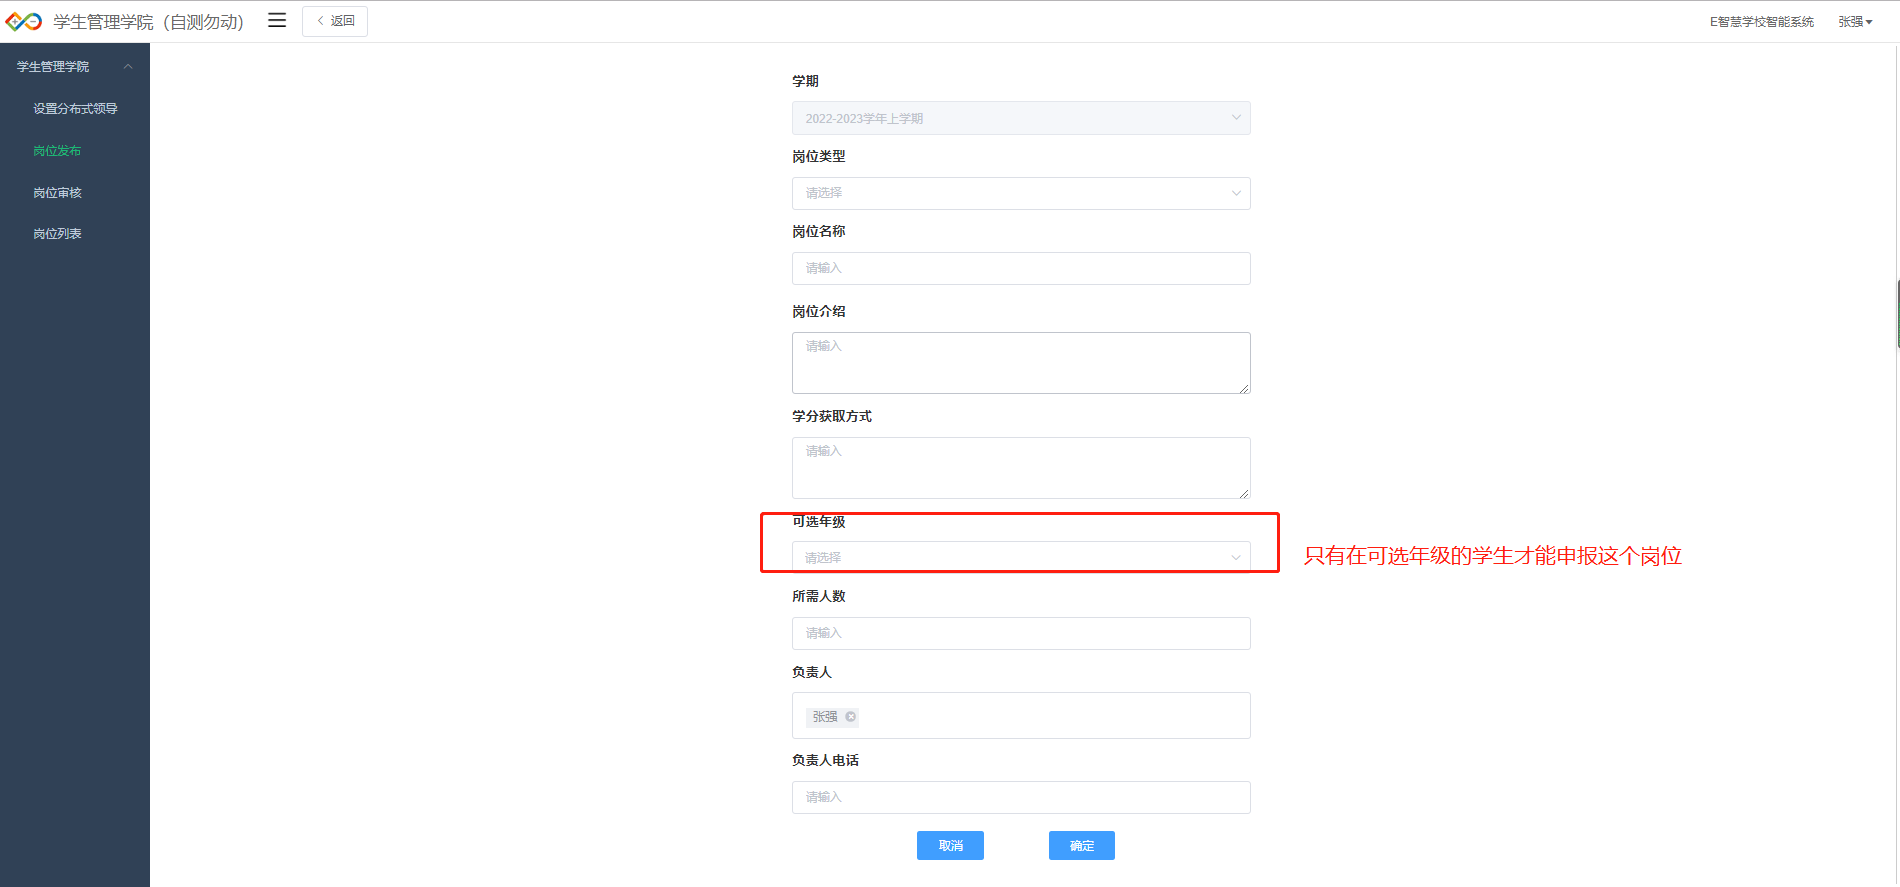 学生管理学院（自测勿动）
返回
E智慧学校智能系统
张强
学生管理学院
设置分布式领导
岗位发布
岗位审核
岗位列表
学期
2022-2023学年上学期
岗位类型
请选择
岗位名称
请输入
岗位介绍
请输入
学分获取方式
请输入
可选年级
请选择
只有在可选年级的学生才能申报这个岗位
所需人数
请输入
负责人
张强
负责人电话
请输入
取消
确定